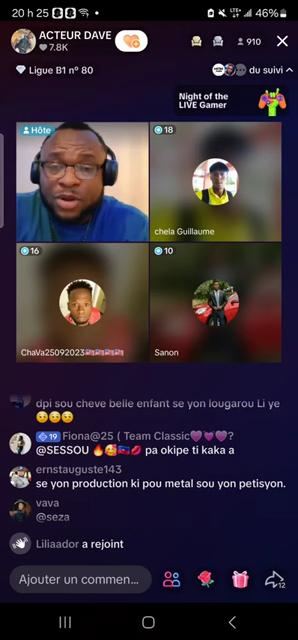 20 h 25
46%
ACTEUR DAVE
7.8K
910
Ligue B1 nº 80
du suivi
Night of the
LIVE Gamer
Hôte
18
chela Guillaume
16
10
ChaVa25092023
Sanon
dpi sou cheve belle enfant se yon lougarou Li ye
😏😏😏
19 Fiona@25 ( Team Classic💜💜💜?
@SESSOU 🔥🥰🇭🇹💋 pa okipe ti kaka a
ernstauguste143
se yon production ki pou metal sou yon petisyon.
vava
@seza
Liliaador a rejoint
Ajouter un commen...
12